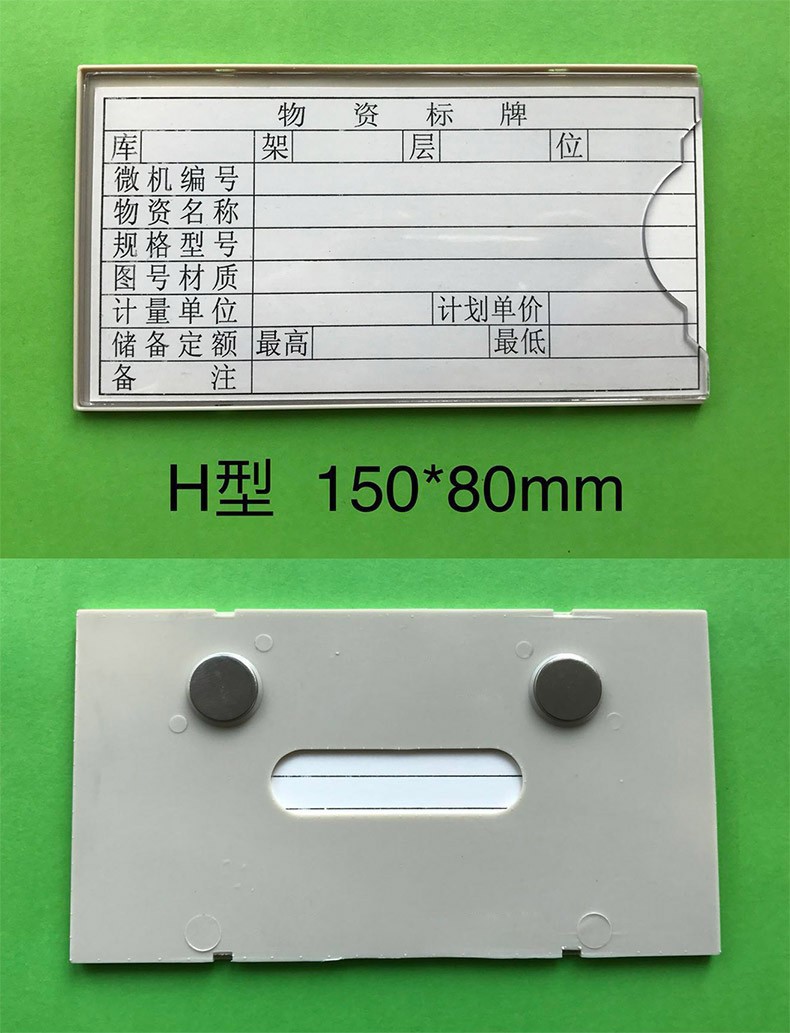 物资标牌
库 架 层 位
微机编号
物资名称
规格型号
图号材质
计量单位 计划单价
储备定额 最高 最低
备注
H型 150*80mm